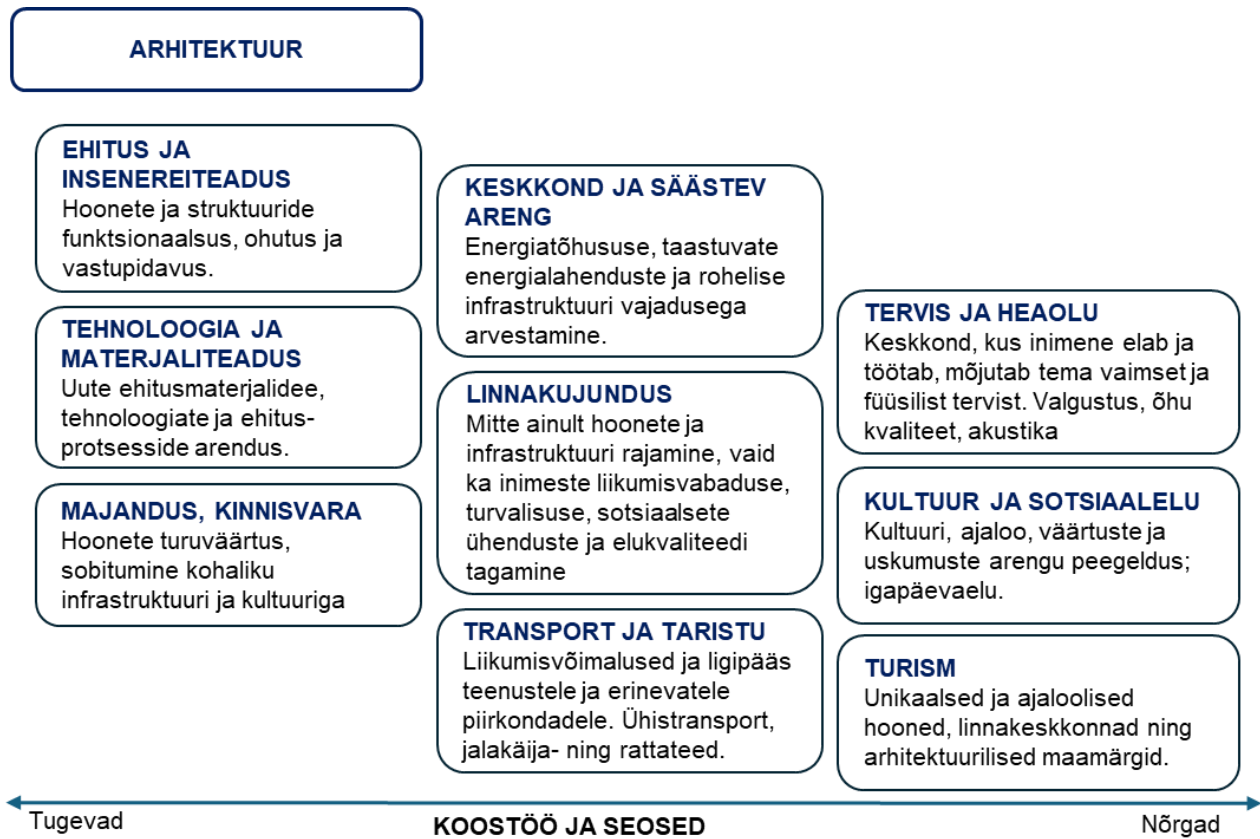 ARHITEKTUUR
EHITUS JA
INSENEREITEADUS
Hoonete ja struktuuride
funktsionaalsus, ohutus ja
vastupidavus.
TEHNOLOOGIA JA
MATERJALITEADUS
Uute ehitusmaterjalidee,
tehnoloogiate ja ehitus-
protsesside arendus.
MAJANDUS, KINNISVARA
Hoonete turuväärtus,
sobitumine kohaliku
infrastruktuuri ja kultuuriga
KESKKOND JA SÄÄSTEV
ARENG
Energiatõhususe, taastuvate
energialahenduste ja rohelise
infrastruktuuri vajadusega
arvestamine.
LINNAKUJUNDUS
Mitte ainult hoonete ja
infrastruktuuri rajamine, vaid
ka inimeste liikumisvabaduse,
turvalisuse, sotsiaalsete
ühenduste ja elukvaliteedi
tagamine
TRANSPORT JA TARISTU
Liikumisvõimalused ja ligipääs
teenustele ja erinevatele
piirkondadele. Ühistransport,
jalakäija- ning rattateed.
TERVIS JA HEAOLU
Keskkond, kus inimene elab ja
töötab, mõjutab tema vaimset ja
füüsilist tervist. Valgustus, õhu
kvaliteet, akustika
KULTUUR JA SOTSIAALELU
Kultuuri, ajaloo, väärtuste ja
uskumuste arengu peegeldus;
igapäevaelu.
TURISM
Unikaalsed ja ajaloolised
hooned, linnakeskkonnad ning
arhitektuurilised maamärgid.
Tugevad
KOOSTÖÖ JA SEOSED
Nõrgad